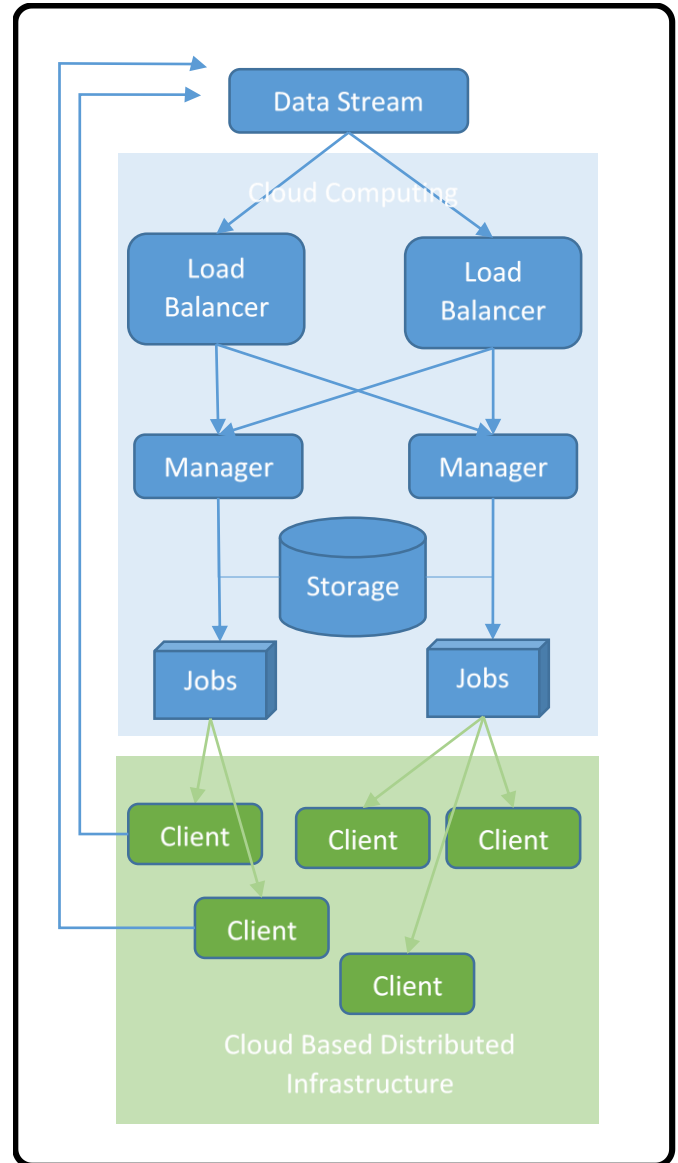 Data Stream
Cloud Computing
Load
Balancer
Load
Balancer
Manager
Manager
Storage
Jobs
Jobs
Client
Client
Client
Client
Client
Cloud Based Distributed
Infrastructure